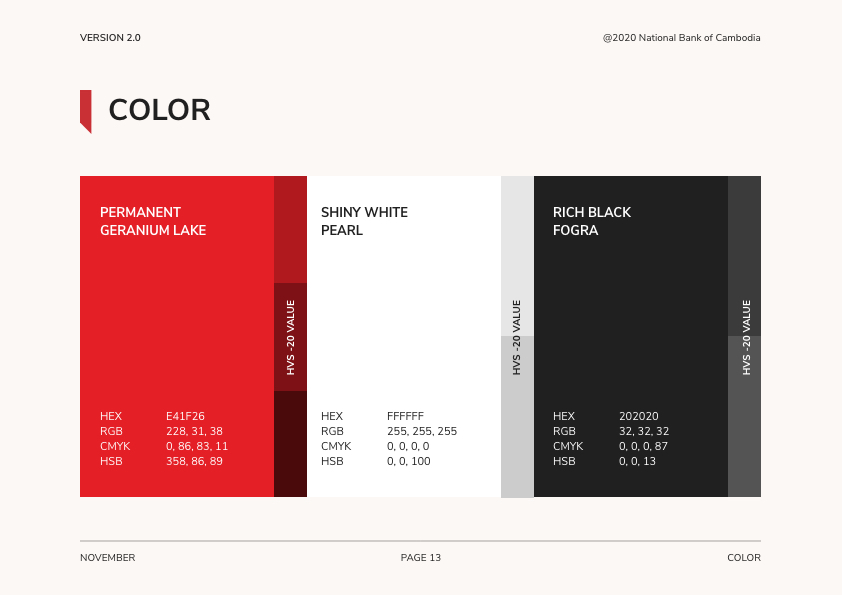 VERSION 2.0
@2020 National Bank of Cambodia
COLOR
PERMANENT
GERANIUM LAKE
HVS -20 VALUE
HEX E41F26
RGB 228, 31, 38
CMYK 0, 86, 83, 11
HSB 358, 86, 89
SHINY WHITE
PEARL
HVS -20 VALUE
HEX FFFFFF
RGB 255, 255, 255
CMYK 0, 0, 0, 0
HSB 0, 0, 100
RICH BLACK
FOGRA
HVS -20 VALUE
HEX 202020
RGB 32, 32, 32
CMYK 0, 0, 0, 87
HSB 0, 0, 13
NOVEMBER
PAGE 13
COLOR